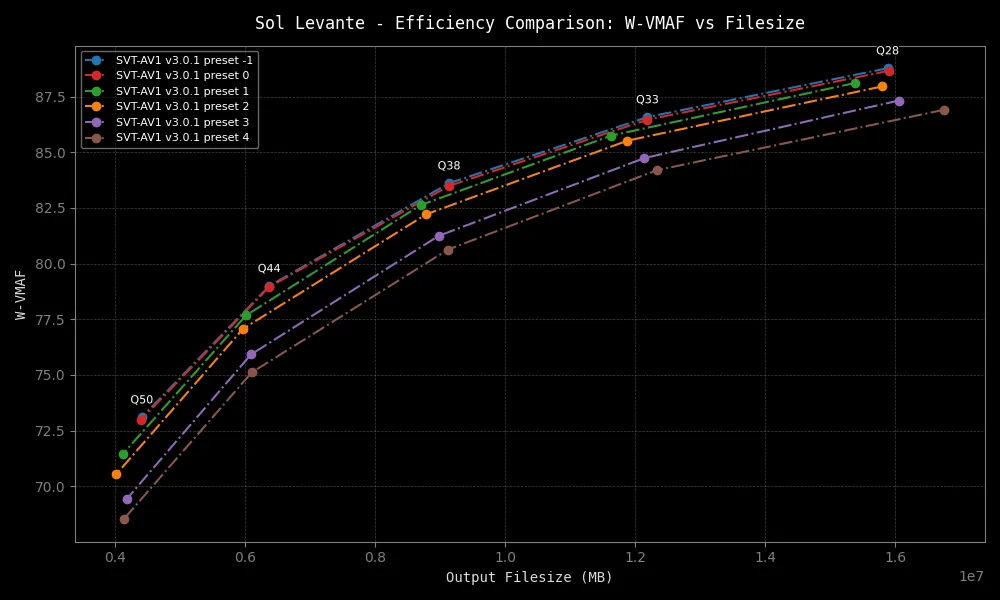 Sol Levante - Efficiency Comparison: W-VMAF vs Filesize
SVT-AV1 v3.0.1 preset -1
SVT-AV1 v3.0.1 preset 0
SVT-AV1 v3.0.1 preset 1
SVT-AV1 v3.0.1 preset 2
SVT-AV1 v3.0.1 preset 3
SVT-AV1 v3.0.1 preset 4
Q28
Q33
Q38
Q44
Q50
87.5
85.0
82.5
80.0
77.5
75.0
72.5
70.0
W-VMAF
0.4 0.6 0.8 1.0 1.2 1.4 1.6
1e7
Output Filesize (MB)